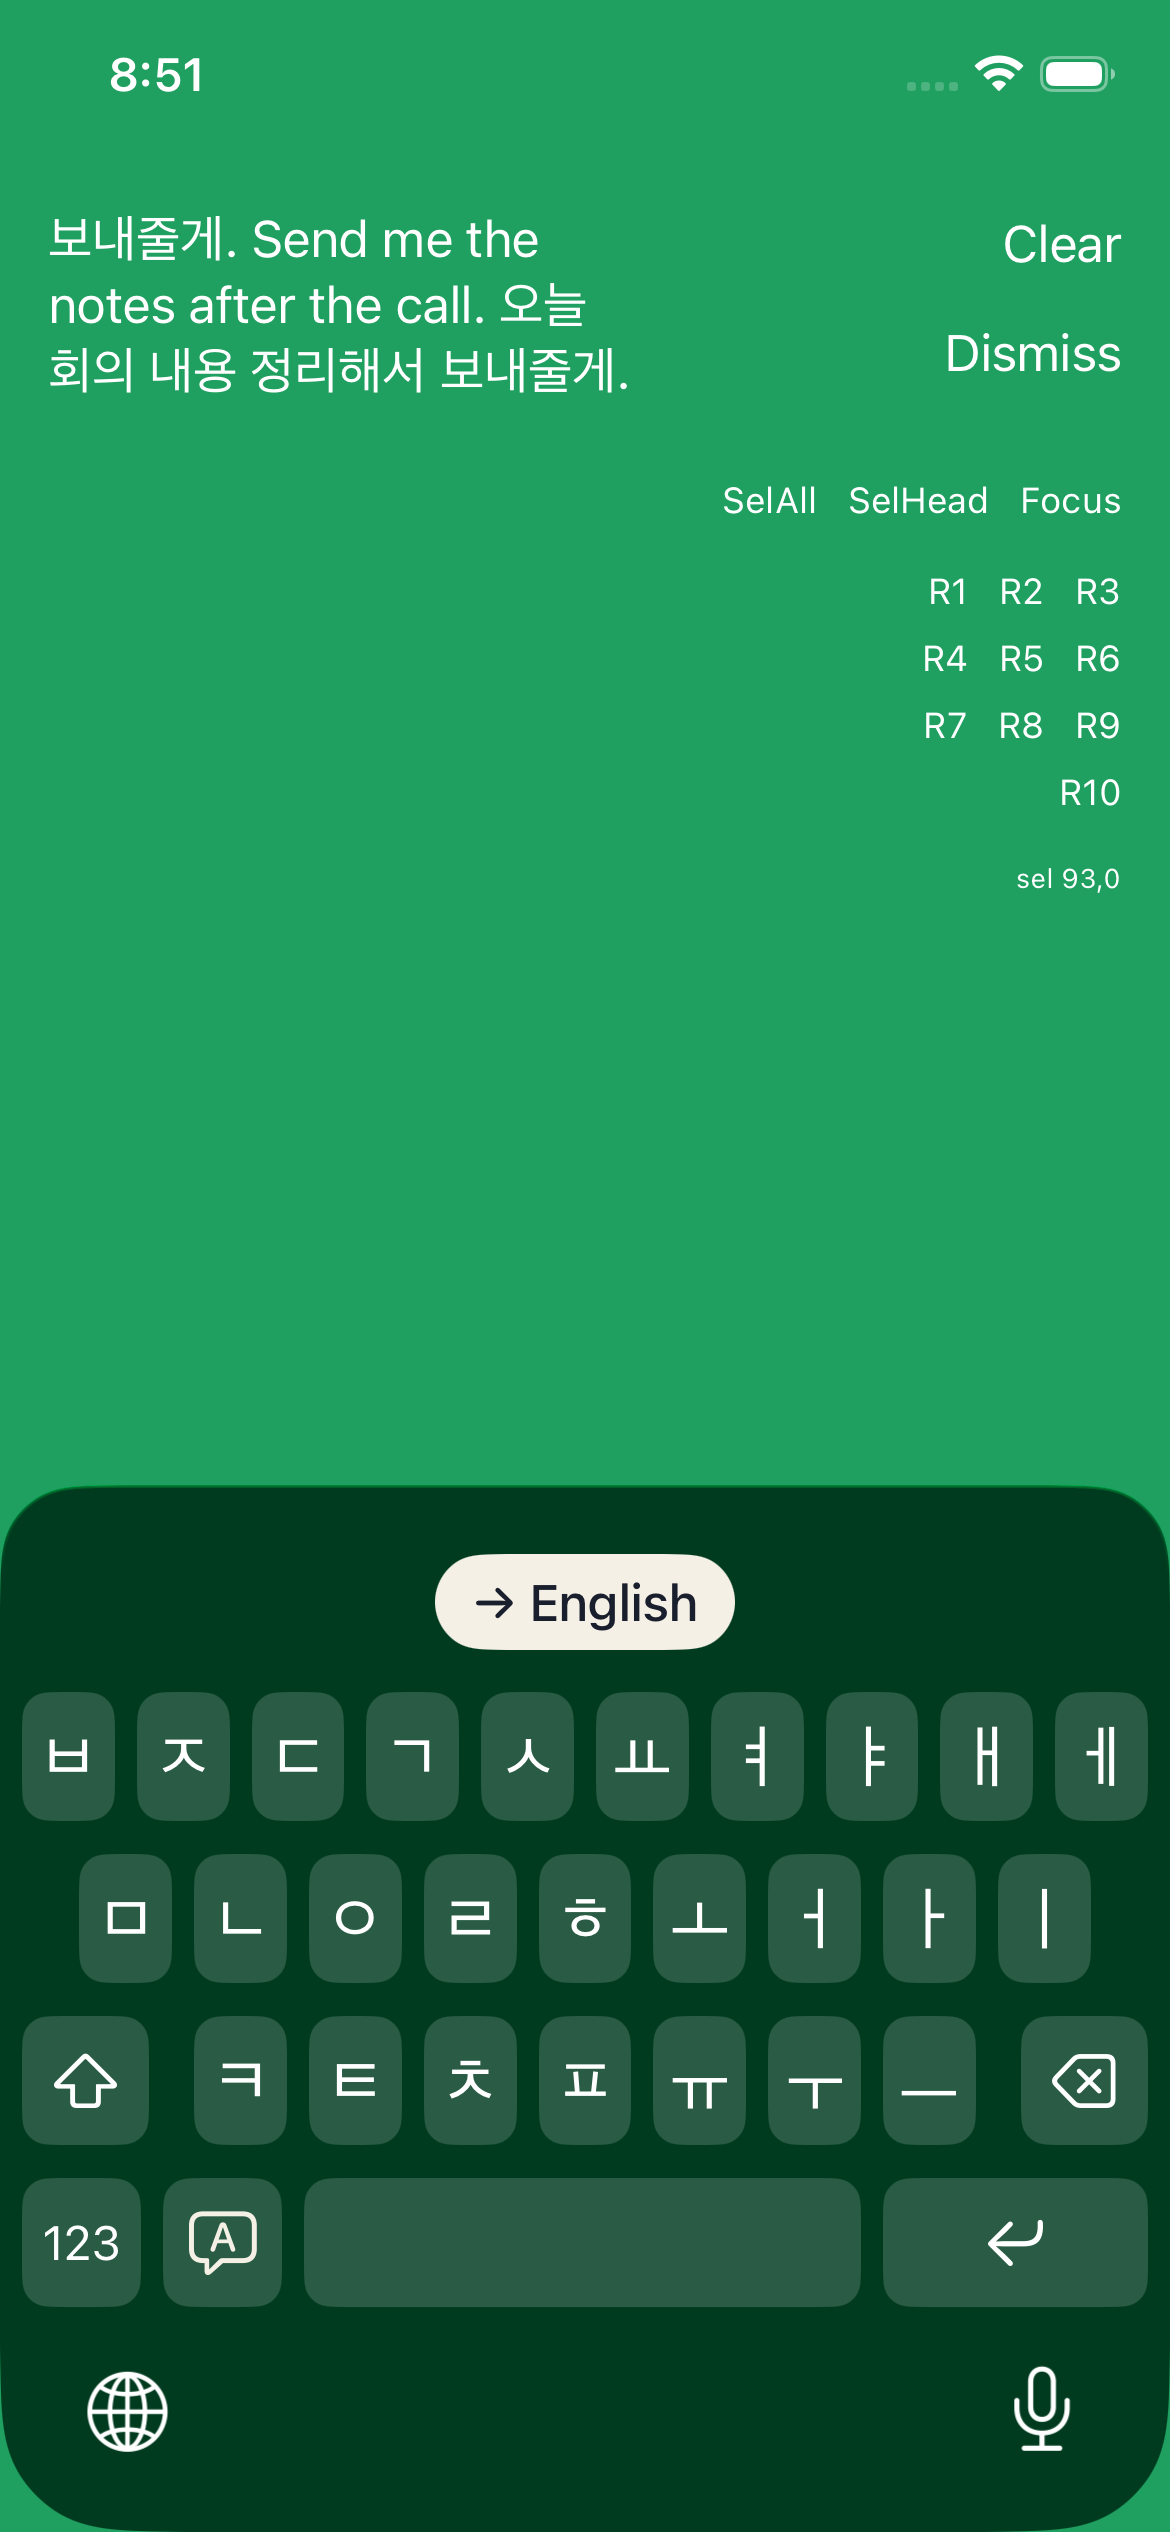 8:51
보내줄게. Send me the
notes after the call. 오늘
회의 내용 정리해서 보내줄게.
Clear
Dismiss
SelAll SelHead Focus
R1 R2 R3
R4 R5 R6
R7 R8 R9
R10
sel 93,0
→ English
ㅂ ㅈ ㄷ ㄱ ㅅ ㅛ ㅕ ㅑ ㅐ ㅔ
ㅁ ㄴ ㅇ ㄹ ㅎ ㅗ ㅓ ㅏ ㅣ
ㅋ ㅌ ㅊ ㅍ ㅠ ㅜ ㅡ
123 A